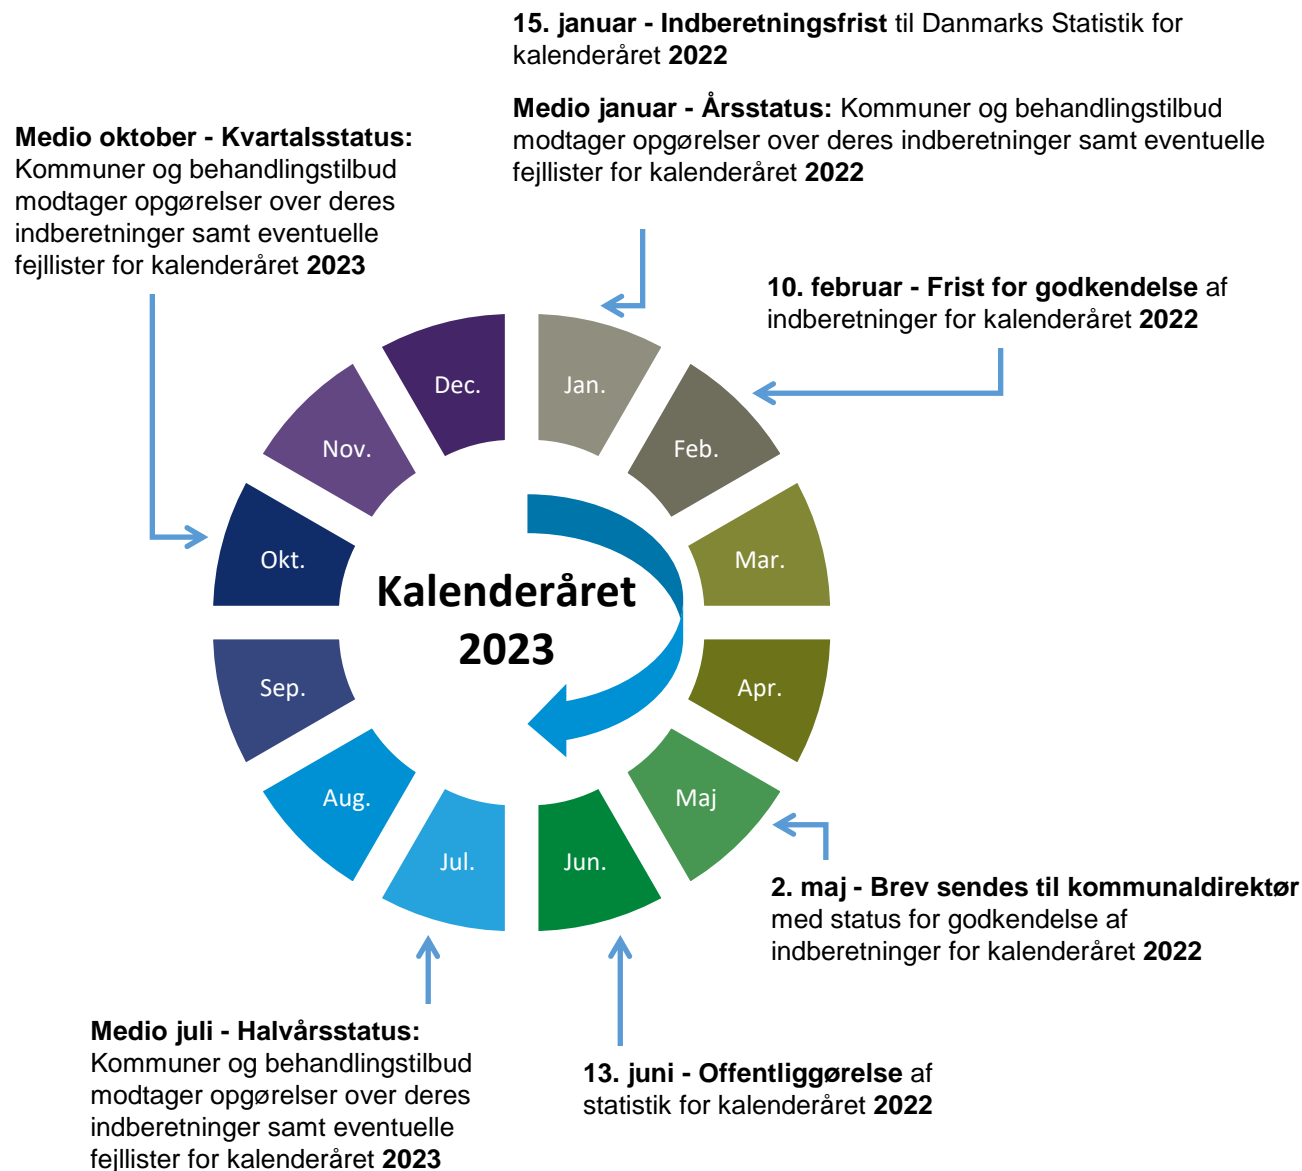 15. januar - Indberetningsfrist til Danmarks Statistik for
kalenderåret 2022
Medio januar - Årsstatus: Kommuner og behandlingstilbud
modtager opgørelser over deres indberetninger samt eventuelle
fejllister for kalenderåret 2022
Medio oktober - Kvartalsstatus:
Kommuner og behandlingstilbud
modtager opgørelser over deres
indberetninger samt eventuelle
fejllister for kalenderåret 2023
10. februar - Frist for godkendelse af
indberetninger for kalenderåret 2022
Jan.
Feb.
Mar.
Apr.
Maj
Jun.
Jul.
Aug.
Sep.
Okt.
Nov.
Dec.
Kalenderåret
2023
2. maj - Brev sendes til kommunaldirektør
med status for godkendelse af
indberetninger for kalenderåret 2022
13. juni - Offentliggørelse af
statistik for kalenderåret 2022
Medio juli - Halvårsstatus:
Kommuner og behandlingstilbud
modtager opgørelser over deres
indberetninger samt eventuelle
fejllister for kalenderåret 2023